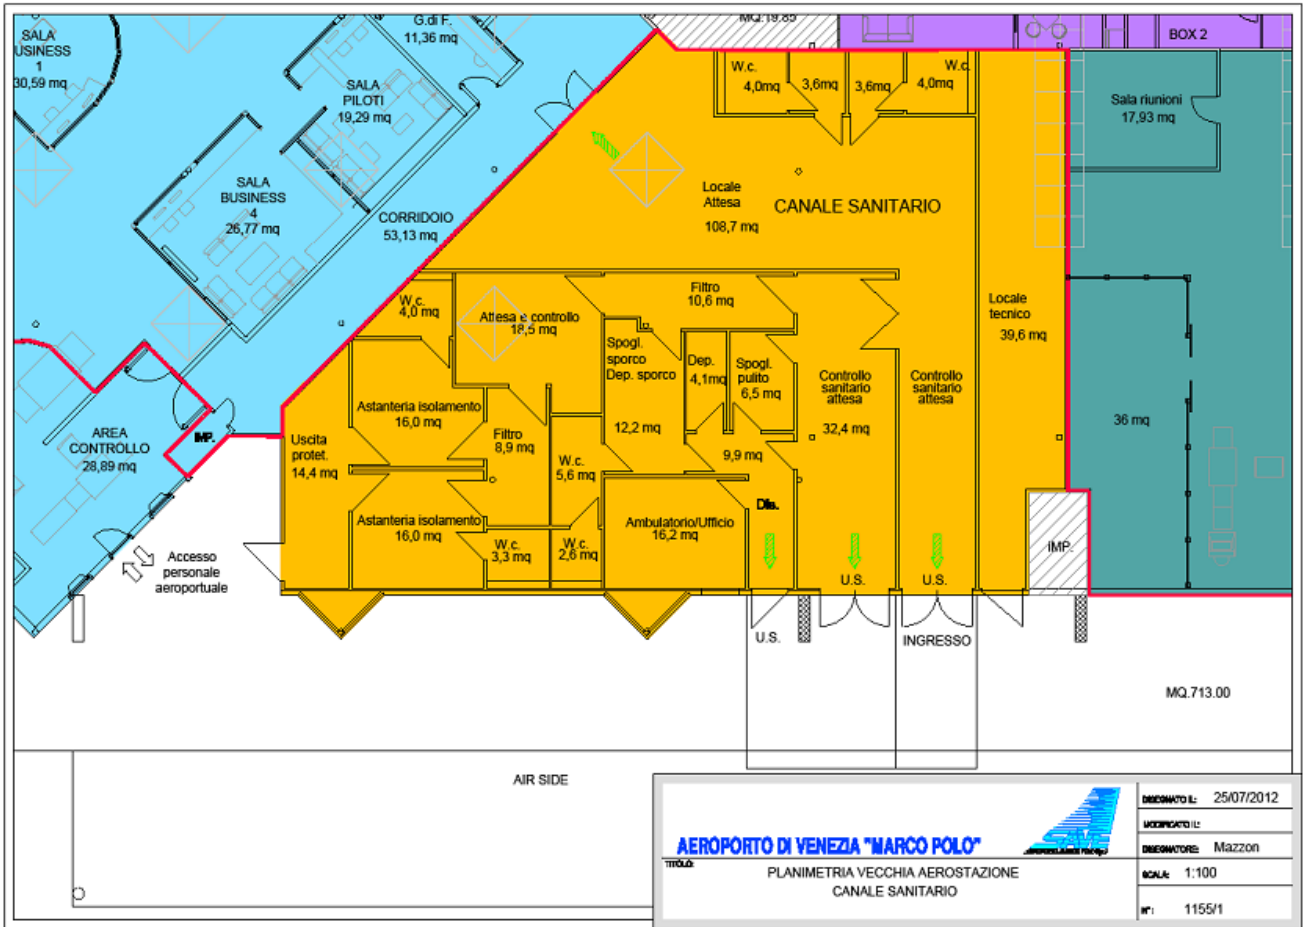 SALA
USINESS
1
30,59 mq
G.di F.
11,36 mq
MQ.19.85
BOX 2
SALA
PILOTI
19,29 mq
W.c.
4,0mq
3,6mq
3,6mq
W.c.
4,0mq
Sala riunioni
17,93 mq
SALA
BUSINESS
4
26,77 mq
CORRIDOIO
53,13 mq
Locale
Attesa
108,7 mq
CANALE SANITARIO
W.c.
4,0 mq
Attesa e controllo
18,5 mq
Filtro
10,6 mq
Locale
tecnico
39,6 mq
Spogl.
sporco
Dep. sporco
12,2 mq
Dep.
4,1mq
Spogl.
pulito
6,5 mq
Controllo
sanitario
attesa
32,4 mq
Controllo
sanitario
attesa
36 mq
Astanteria isolamento
16,0 mq
AREA
CONTROLLO
28,89 mq
IMP.
Uscita
protet.
14,4 mq
Filtro
8,9 mq
W.c.
5,6 mq
9,9 mq
Dis.
Astanteria isolamento
16,0 mq
Ambulatorio/Ufficio
16,2 mq
W.c.
3,3 mq
W.c.
2,6 mq
IMP.
Accesso
personale
aeroportuale
U.S.
U.S.
U.S.
INGRESSO
MQ.713.00
AIR SIDE
AEROPORTO DI VENEZIA "MARCO POLO"
SAVE
TITOLO:
PLANIMETRIA VECCHIA AEROSTAZIONE
CANALE SANITARIO
DISEGNATO IL: 25/07/2012
MODIFICATO IL:
DISEGNATORE: Mazzon
SCALA: 1:100
N°: 1155/1